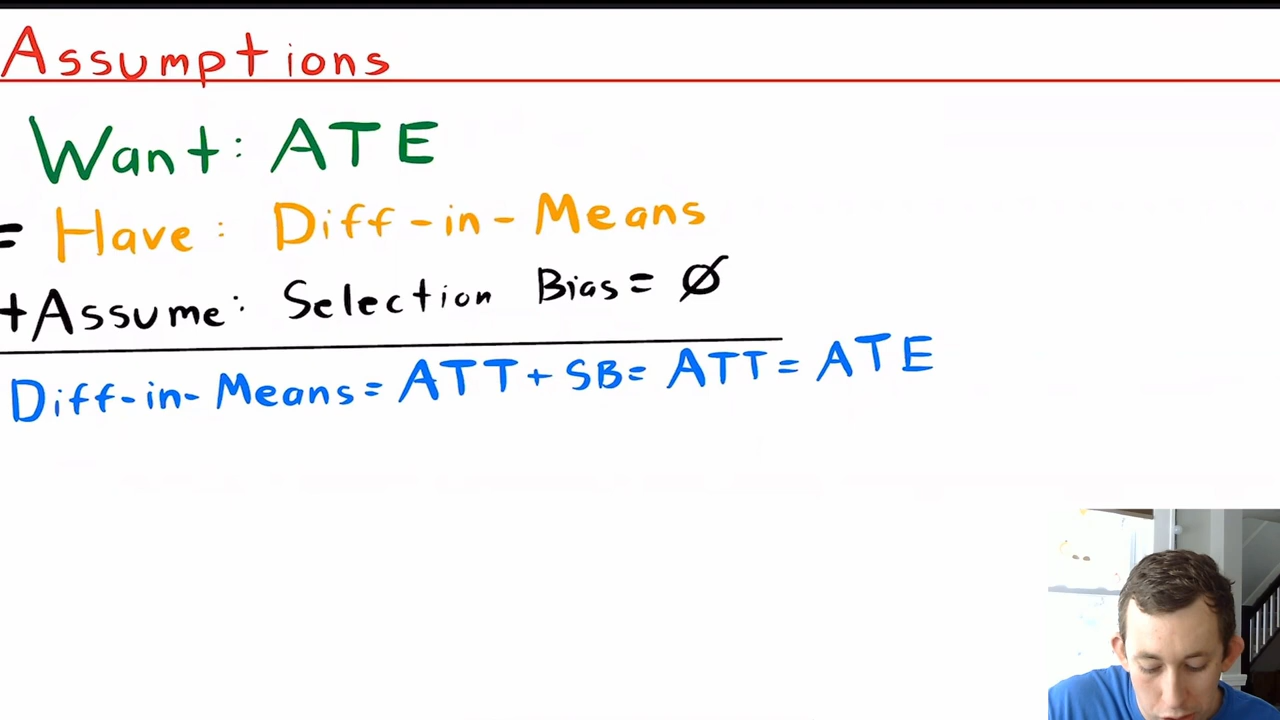 Assumptions
Want: ATE
= Have: Diff-in-Means
+Assume: Selection Bias = Ø
Diff-in-Means = ATT + SB = ATT = ATE